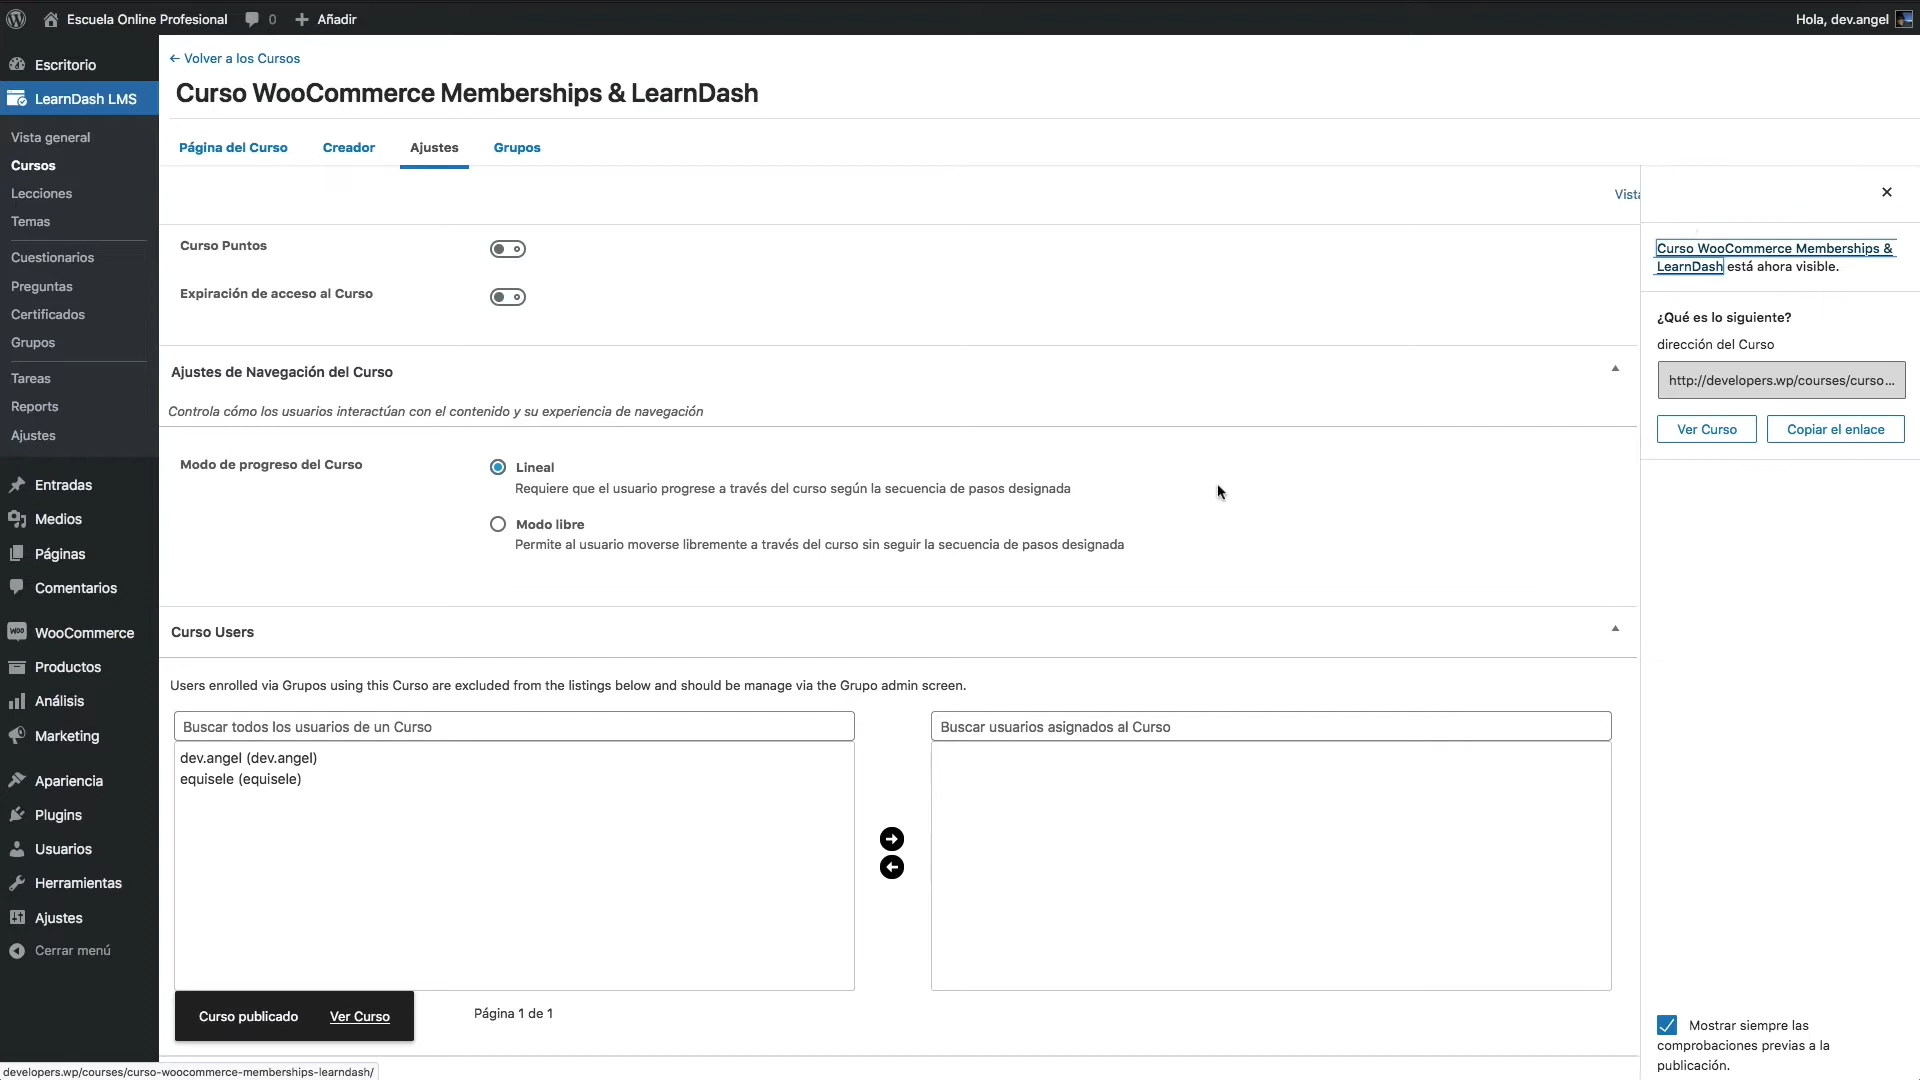 Escuela Online Profesional
0
Añadir
Hola, dev.angel
Escritorio
LearnDash LMS
Vista general
Cursos
Lecciones
Temas
Cuestionarios
Preguntas
Certificados
Grupos
Tareas
Reports
Ajustes
Entradas
Medios
Páginas
Comentarios
WooCommerce
Productos
Análisis
Marketing
Apariencia
Plugins
Usuarios
Herramientas
Ajustes
Cerrar menú
← Volver a los Cursos
Curso WooCommerce Memberships & LearnDash
Página del Curso
Creador
Ajustes
Grupos
Vista
Curso Puntos
Expiración de acceso al Curso
Ajustes de Navegación del Curso
Controla cómo los usuarios interactúan con el contenido y su experiencia de navegación
Modo de progreso del Curso
Lineal
Requiere que el usuario progrese a través del curso según la secuencia de pasos designada
Modo libre
Permite al usuario moverse libremente a través del curso sin seguir la secuencia de pasos designada
Curso Users
Users enrolled via Grupos using this Curso are excluded from the listings below and should be manage via the Grupo admin screen.
Buscar todos los usuarios de un Curso
dev.angel (dev.angel)
equisele (equisele)
Buscar usuarios asignados al Curso
Curso publicado
Ver Curso
Página 1 de 1
Curso WooCommerce Memberships &
LearnDash está ahora visible.
¿Qué es lo siguiente?
dirección del Curso
http://developers.wp/courses/curso...
Ver Curso
Copiar el enlace
Mostrar siempre las
comprobaciones previas a la
publicación.
developers.wp/courses/curso-woocommerce-memberships-learndash/